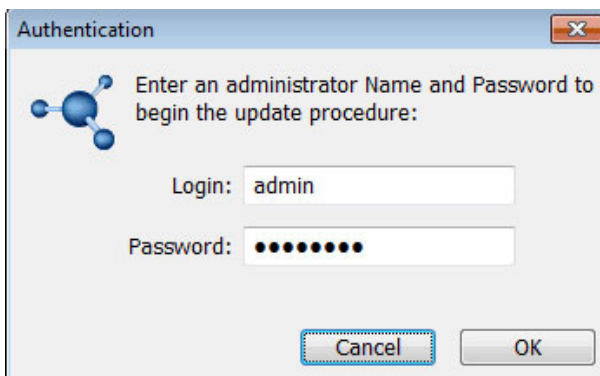 Authentication
Enter an administrator Name and Password to
begin the update procedure:
Login: admin
Password: ●●●●●●●●
Cancel OK